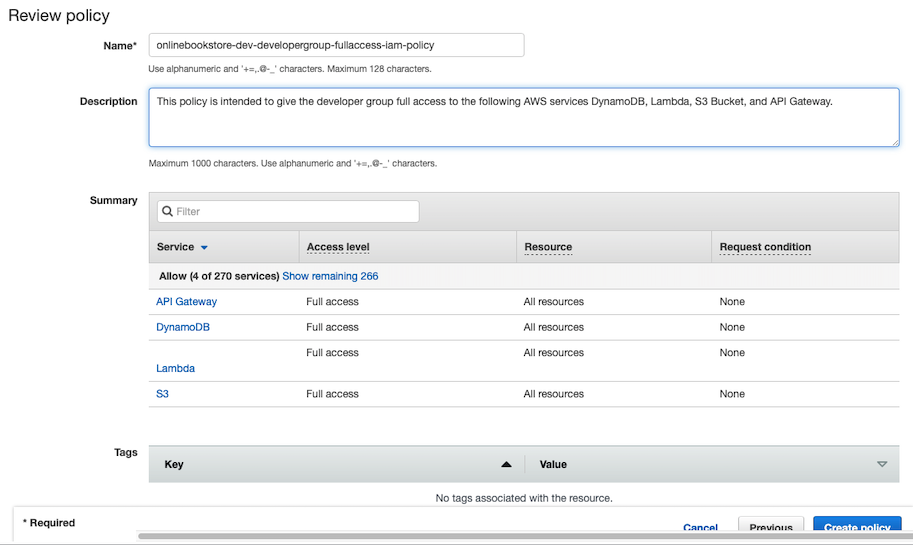 Review policy
Name*
onlinebookstore-dev-developergroup-fullaccess-iam-policy
Use alphanumeric and '+=,.@-_' characters. Maximum 128 characters.
Description
This policy is intended to give the developer group full access to the following AWS services DynamoDB, Lambda, S3 Bucket, and API Gateway.
Maximum 1000 characters. Use alphanumeric and '+=,.@-_' characters.
Summary
Filter
Service Access level Resource Request condition
Allow (4 of 270 services) Show remaining 266
API Gateway Full access All resources None
DynamoDB Full access All resources None
Full access All resources None
Lambda
S3 Full access All resources None
Tags
Key Value
No tags associated with the resource.
* Required
Cancel Previous Create policy